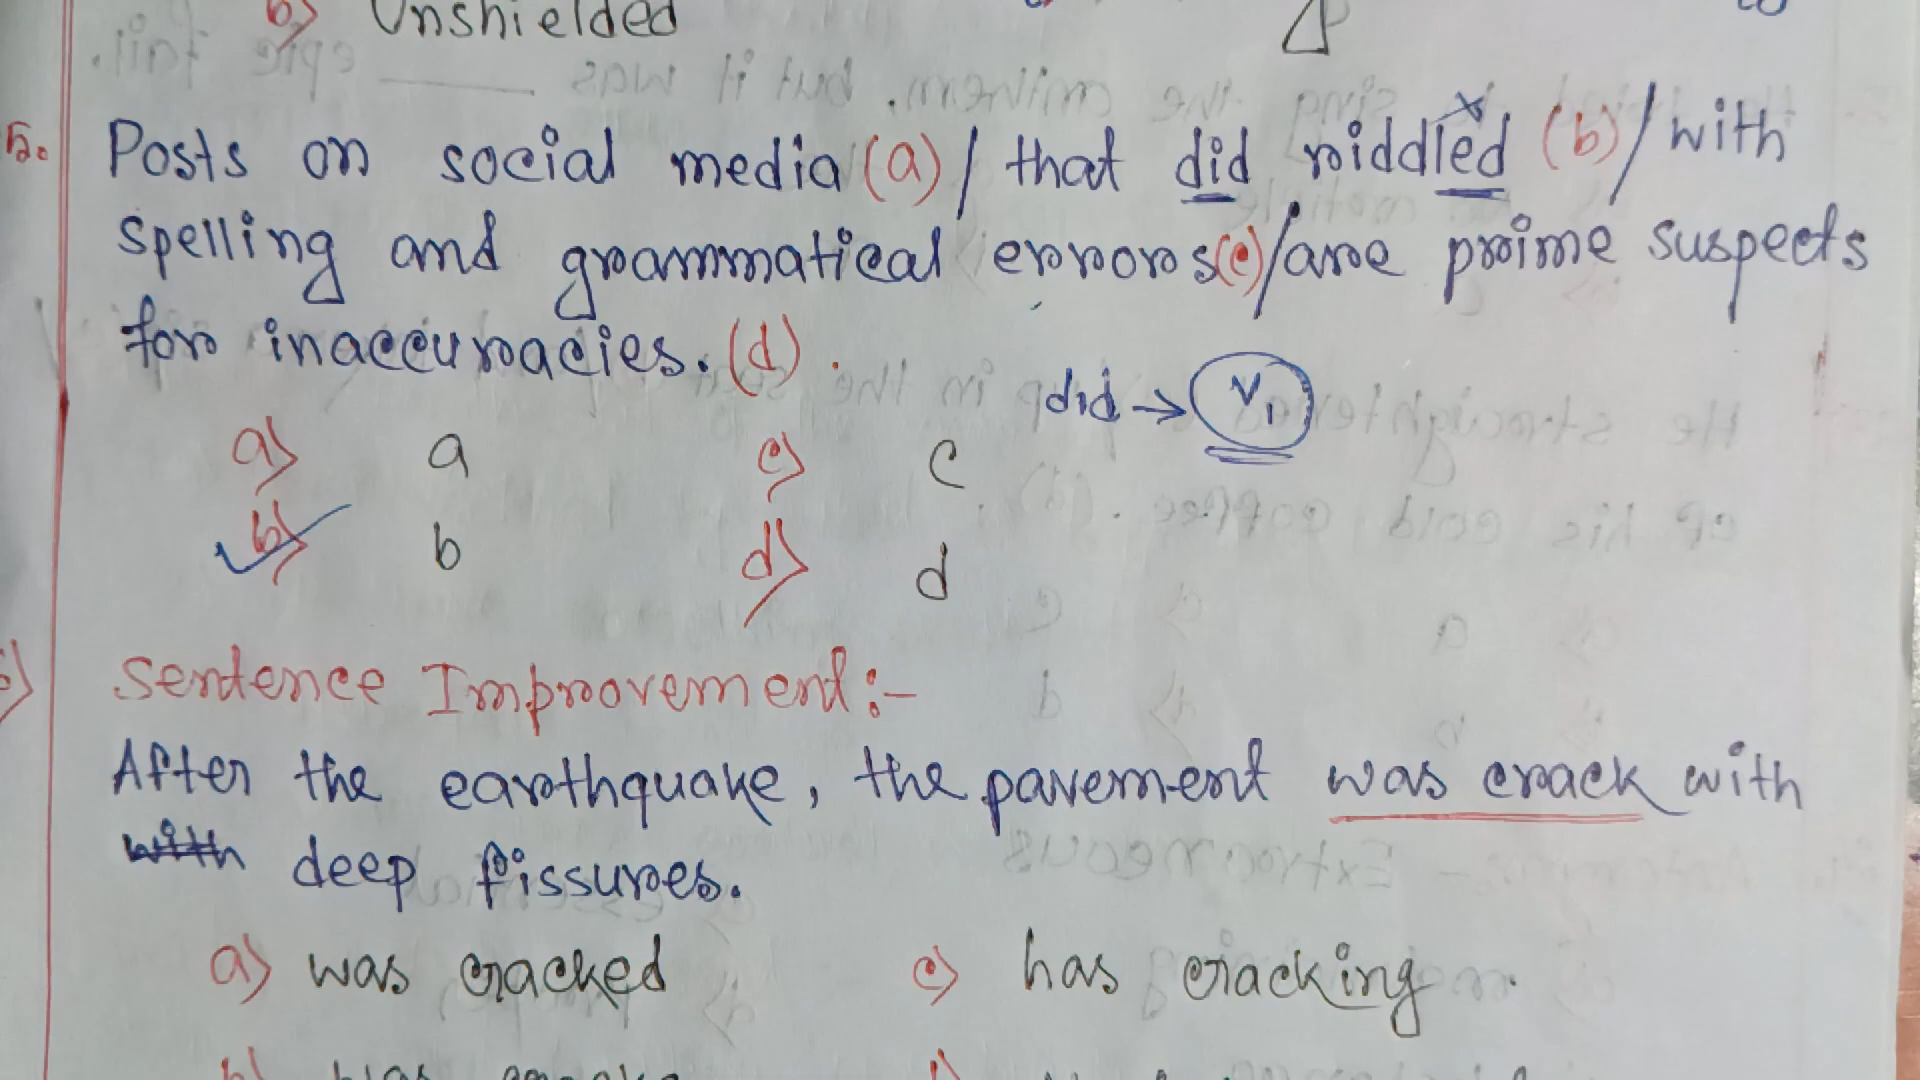 b) Unshielded
5. Posts on social media (a) / that did riddled (b) / with
spelling and grammatical errors (c) / are prime suspects
for inaccuracies. (d).
did → V1
a) a c) c
b) b d) d
Sentence Improvement:-
After the earthquake, the pavement was crack with
with deep fissures.
a) was cracked c) has cracking.